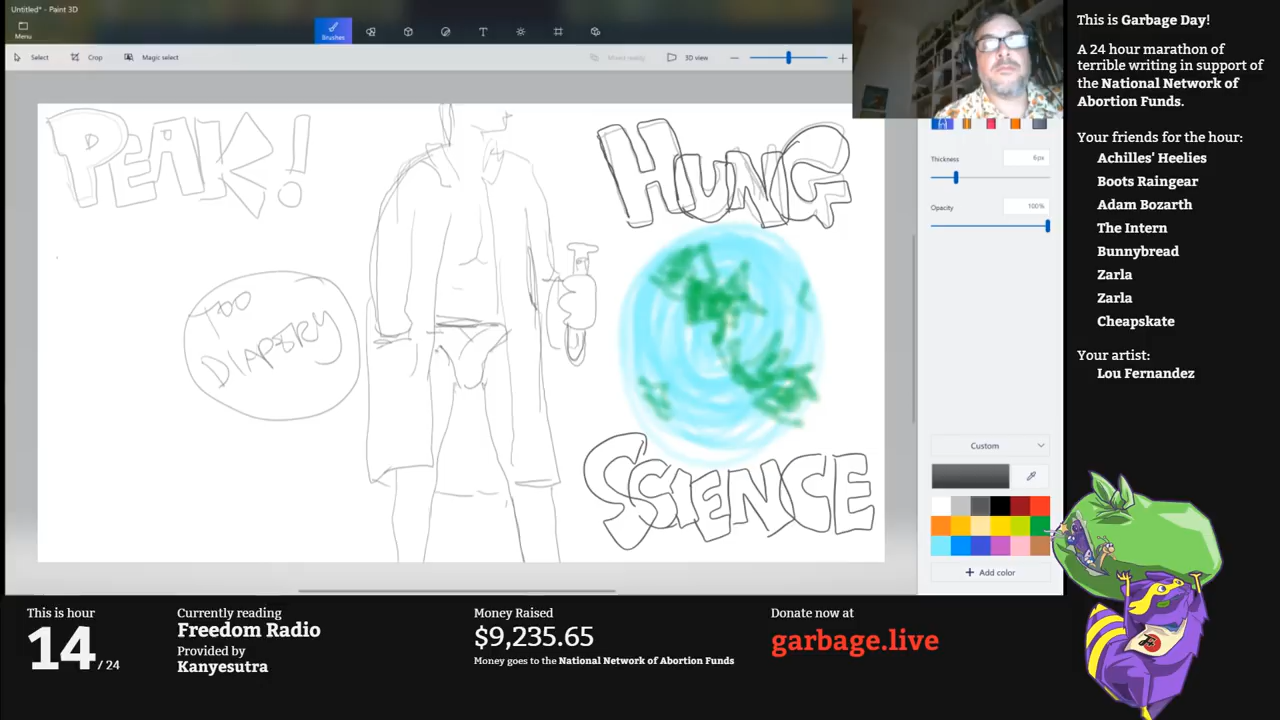 Untitled* - Paint 3D
Menu
Brushes
Select
Crop
Magic select
Mixed reality
3D view
PEAK!
HUNG
TOO
DIAPERY
SCIENCE
Thickness
6px
Opacity
100%
Custom
Add color
This is Garbage Day!
A 24 hour marathon of
terrible writing in support of
the National Network of
Abortion Funds.
Your friends for the hour:
Achilles' Heelies
Boots Raingear
Adam Bozarth
The Intern
Bunnybread
Zarla
Zarla
Cheapskate
Your artist:
Lou Fernandez
This is hour
14 / 24
Currently reading
Freedom Radio
Provided by
Kanyesutra
Money Raised
$9,235.65
Money goes to the National Network of Abortion Funds
Donate now at
garbage.live